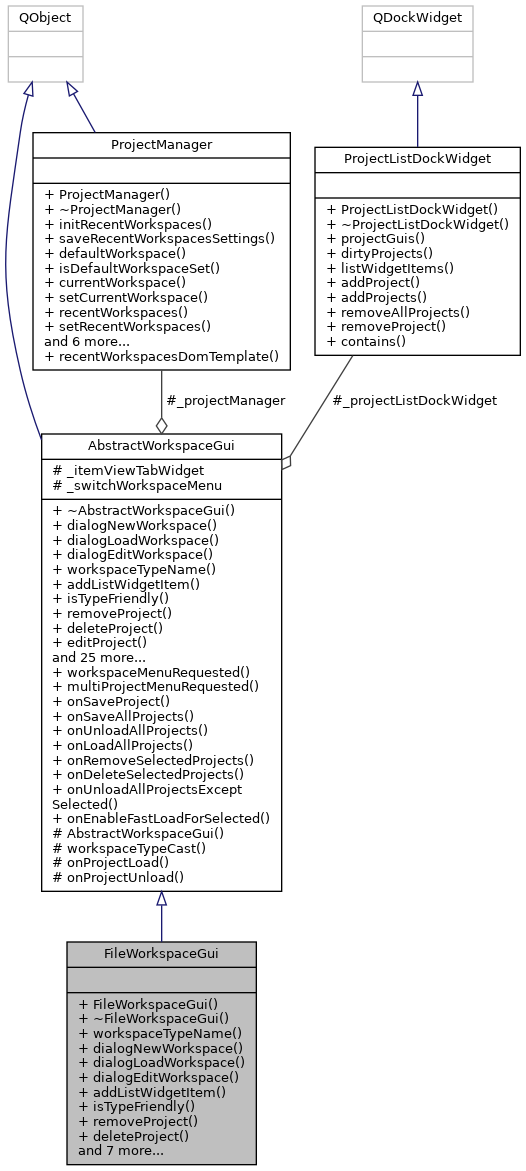 QObject
QDockWidget
ProjectManager
+ ProjectManager()
+ ~ProjectManager()
+ initRecentWorkspaces()
+ saveRecentWorkspacesSettings()
+ defaultWorkspace()
+ isDefaultWorkspaceSet()
+ currentWorkspace()
+ setCurrentWorkspace()
+ recentWorkspaces()
+ setRecentWorkspaces()
and 6 more...
+ recentWorkspacesDomTemplate()
ProjectListDockWidget
+ ProjectListDockWidget()
+ ~ProjectListDockWidget()
+ projectGuis()
+ dirtyProjects()
+ listWidgetItems()
+ addProject()
+ addProjects()
+ removeAllProjects()
+ removeProject()
+ contains()
#_projectManager
#_projectListDockWidget
AbstractWorkspaceGui
# _itemViewTabWidget
# _switchWorkspaceMenu
+ ~AbstractWorkspaceGui()
+ dialogNewWorkspace()
+ dialogLoadWorkspace()
+ dialogEditWorkspace()
+ workspaceTypeName()
+ addListWidgetItem()
+ isTypeFriendly()
+ removeProject()
+ deleteProject()
+ editProject()
and 25 more...
+ workspaceMenuRequested()
+ multiProjectMenuRequested()
+ onSaveProject()
+ onSaveAllProjects()
+ onUnloadAllProjects()
+ onLoadAllProjects()
+ onRemoveSelectedProjects()
+ onDeleteSelectedProjects()
+ onUnloadAllProjectsExcept
Selected()
+ onEnableFastLoadForSelected()
# AbstractWorkspaceGui()
# workspaceTypeCast()
# onProjectLoad()
# onProjectUnload()
FileWorkspaceGui
+ FileWorkspaceGui()
+ ~FileWorkspaceGui()
+ workspaceTypeName()
+ dialogNewWorkspace()
+ dialogLoadWorkspace()
+ dialogEditWorkspace()
+ addListWidgetItem()
+ isTypeFriendly()
+ removeProject()
+ deleteProject()
and 7 more...